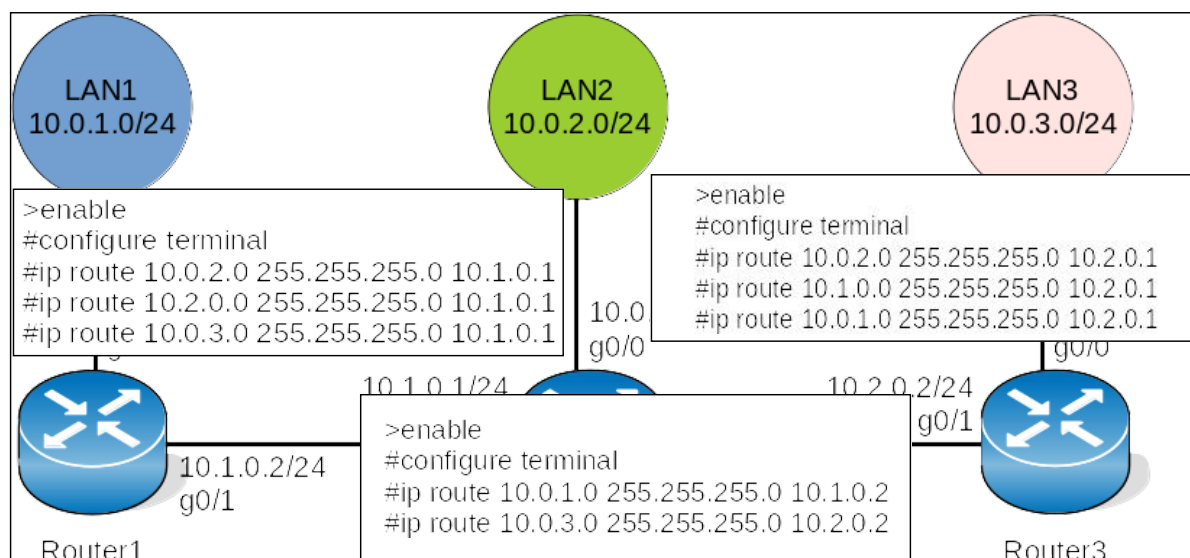 LAN1
10.0.1.0/24
LAN2
10.0.2.0/24
LAN3
10.0.3.0/24
>enable
#configure terminal
#ip route 10.0.2.0 255.255.255.0 10.1.0.1
#ip route 10.2.0.0 255.255.255.0 10.1.0.1
#ip route 10.0.3.0 255.255.255.0 10.1.0.1
>enable
#configure terminal
#ip route 10.0.2.0 255.255.255.0 10.2.0.1
#ip route 10.1.0.0 255.255.255.0 10.2.0.1
#ip route 10.0.1.0 255.255.255.0 10.2.0.1
10.0.
g0/0
g0/0
10.1.0.1/24
10.2.0.2/24
g0/1
10.1.0.2/24
g0/1
>enable
#configure terminal
#ip route 10.0.1.0 255.255.255.0 10.1.0.2
#ip route 10.0.3.0 255.255.255.0 10.2.0.2
Router1
Router3